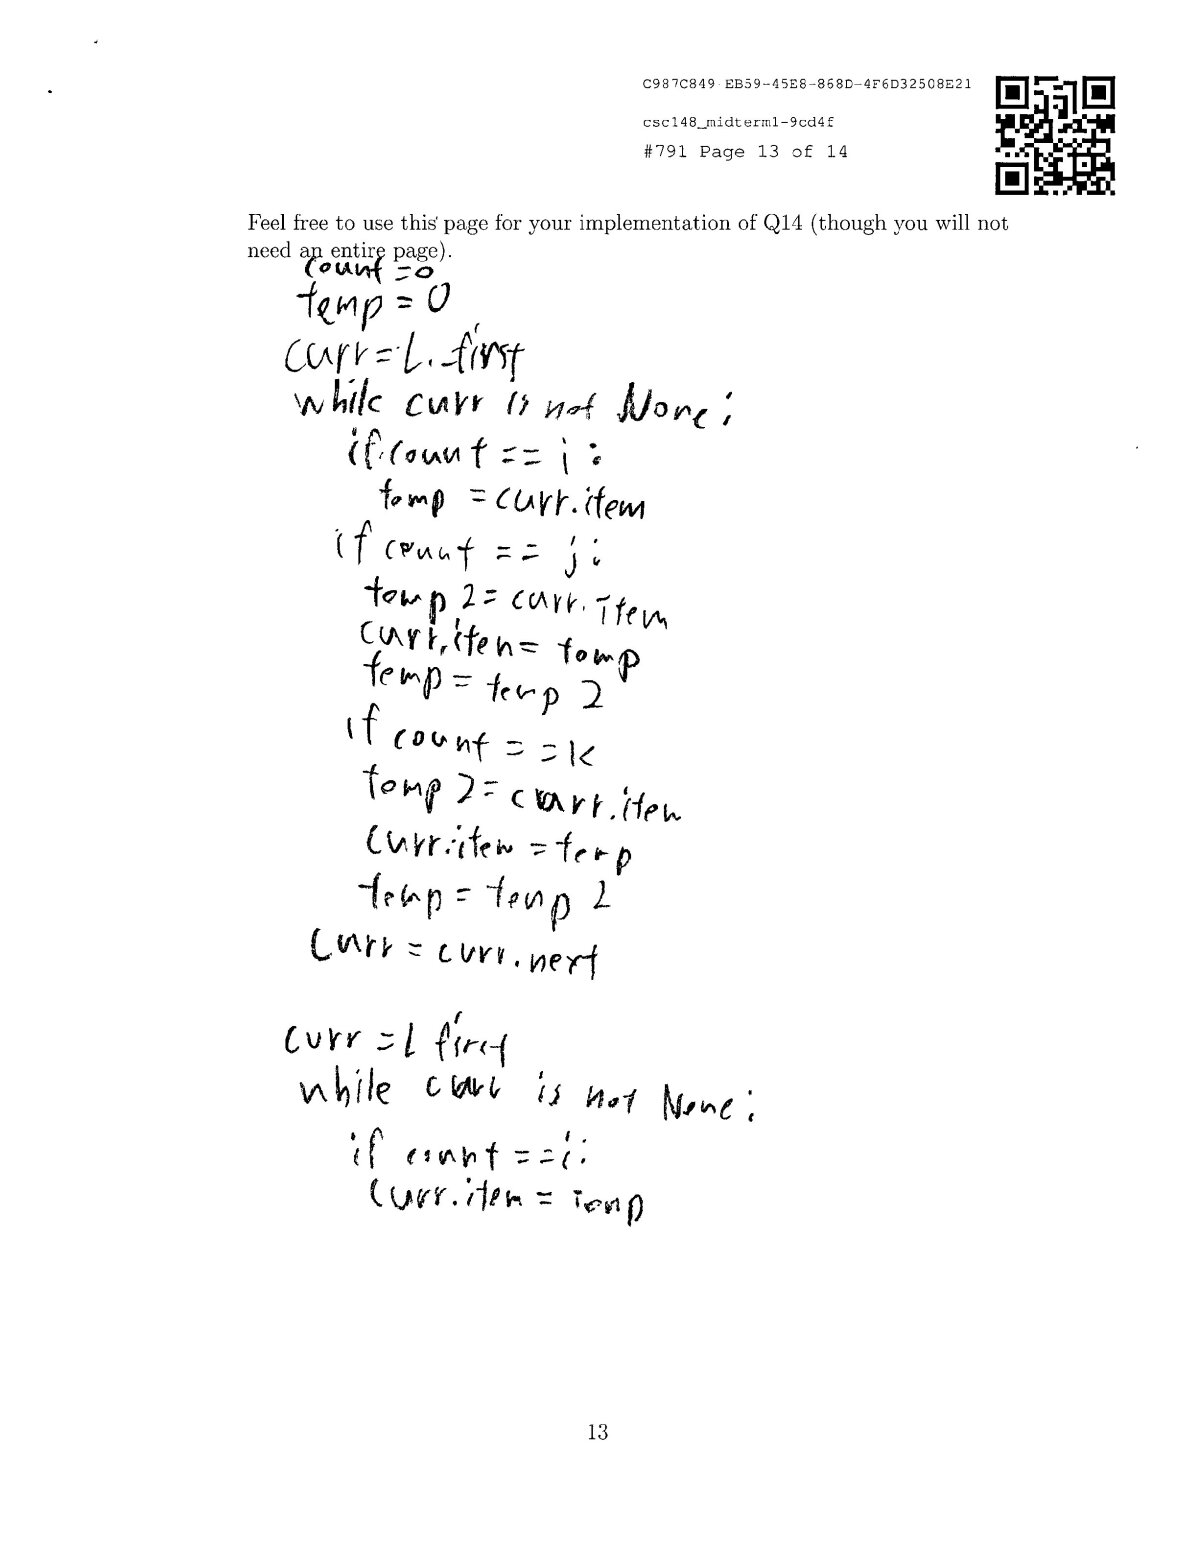 C987C849-EB59-45E8-868D-4F6D32508E21
csc148_midterm1-9cd4f
#791 Page 13 of 14
Feel free to use this page for your implementation of Q14 (though you will not
need an entire page).
count = 0
temp = 0
curr = L.first
while curr is not None:
if count == i:
temp = curr.item
if count == j:
temp 2 = curr.item
curr.item = temp
temp = temp 2
if count == k
temp 2 = curr.item
curr.item = temp
temp = temp 2
curr = curr.next
curr = L first
while curr is not None:
if count == i:
curr.item = temp
13